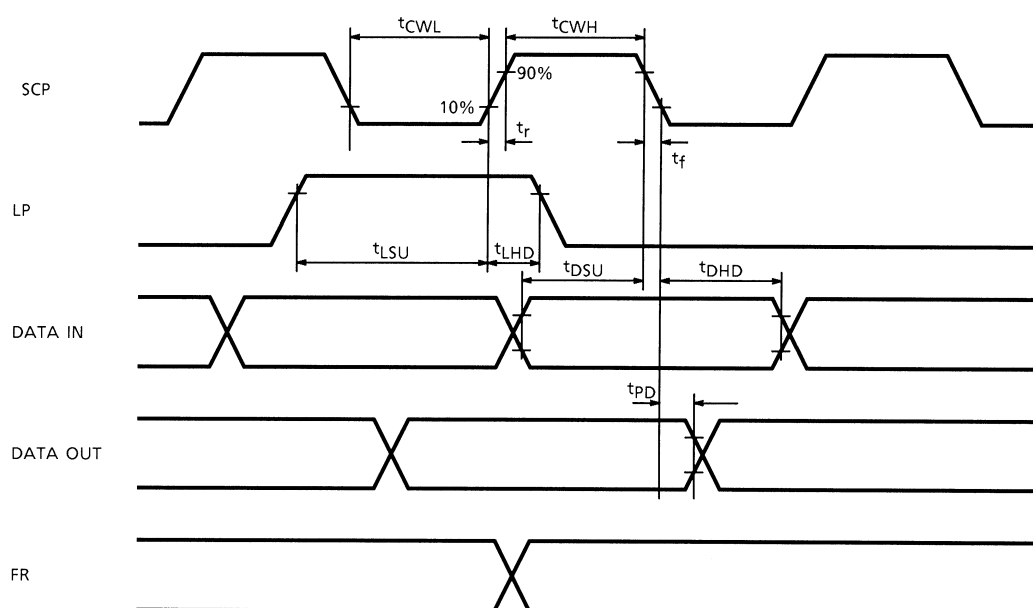 tCWL tCWH
SCP
90%
10%
tr
tf
LP
tLSU tLHD
tDSU tDHD
DATA IN
tPD
DATA OUT
FR